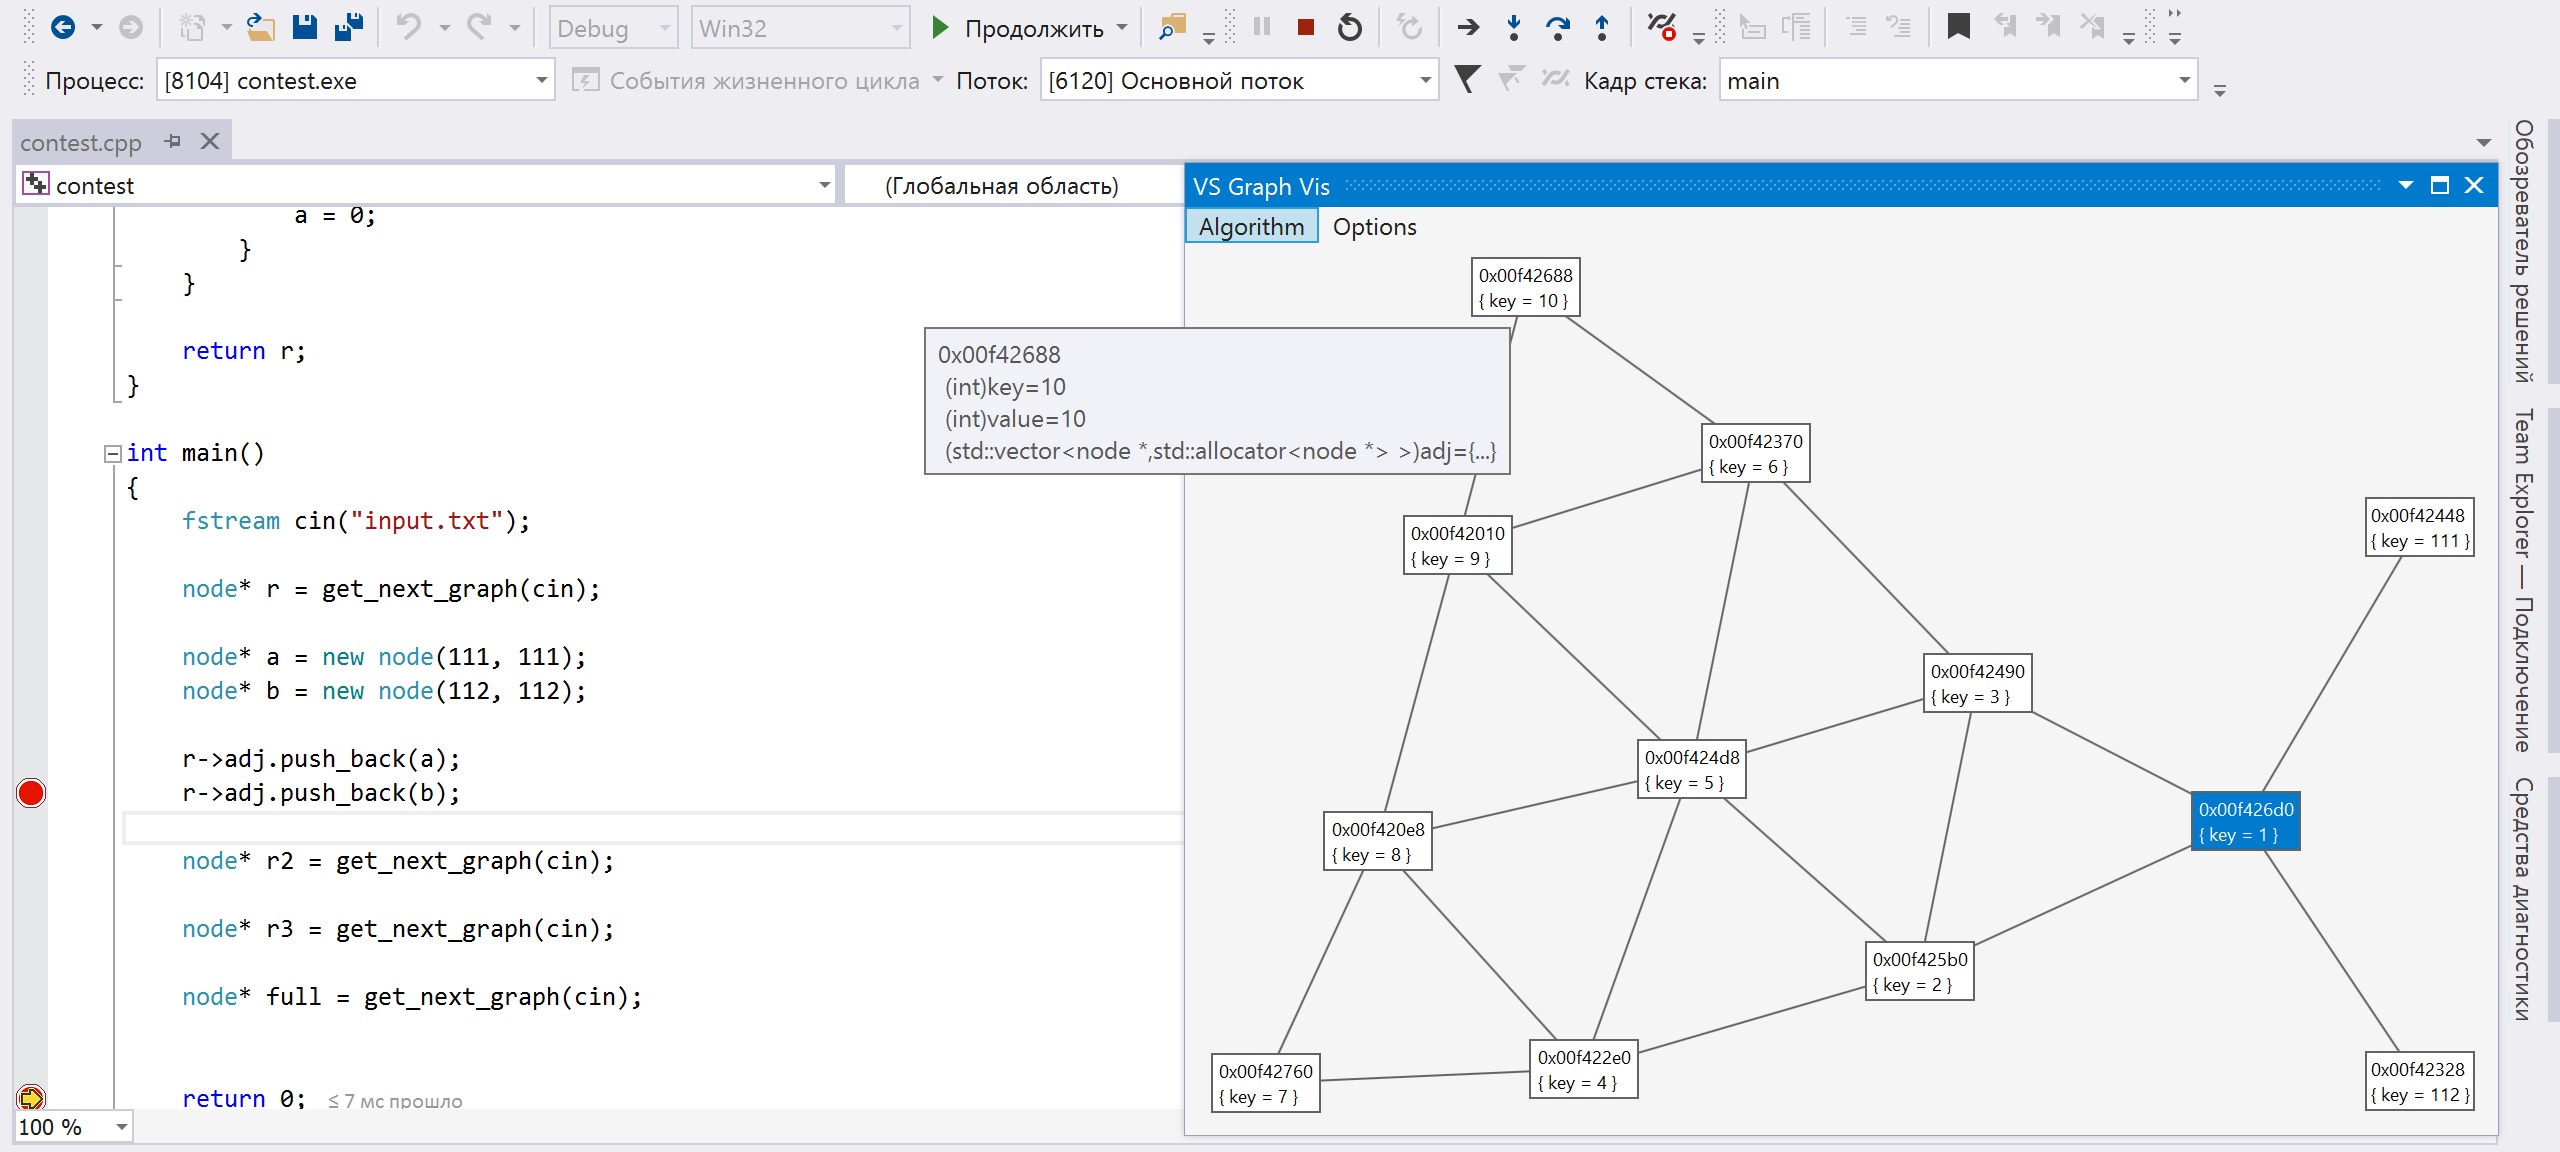 Debug
Win32
Продолжить
Процесс: [8104] contest.exe
События жизненного цикла
Поток: [6120] Основной поток
Кадр стека: main
contest.cpp
contest
(Глобальная область)
a = 0;
}
}
return r;
}
int main()
{
fstream cin("input.txt");
node* r = get_next_graph(cin);
node* a = new node(111, 111);
node* b = new node(112, 112);
r->adj.push_back(a);
r->adj.push_back(b);
node* r2 = get_next_graph(cin);
node* r3 = get_next_graph(cin);
node* full = get_next_graph(cin);
return 0; ≤ 7 мс прошло
100 %
VS Graph Vis
Algorithm Options
0x00f42688
{ key = 10 }
0x00f42688
(int)key=10
(int)value=10
(std::vector<node *,std::allocator<node *> >)adj={...}
0x00f42370
{ key = 6 }
0x00f42010
{ key = 9 }
0x00f42448
{ key = 111 }
0x00f42490
{ key = 3 }
0x00f424d8
{ key = 5 }
0x00f426d0
{ key = 1 }
0x00f420e8
{ key = 8 }
0x00f425b0
{ key = 2 }
0x00f422e0
{ key = 4 }
0x00f42760
{ key = 7 }
0x00f42328
{ key = 112 }
Обозреватель решений
Team Explorer — Подключение
Средства диагностики